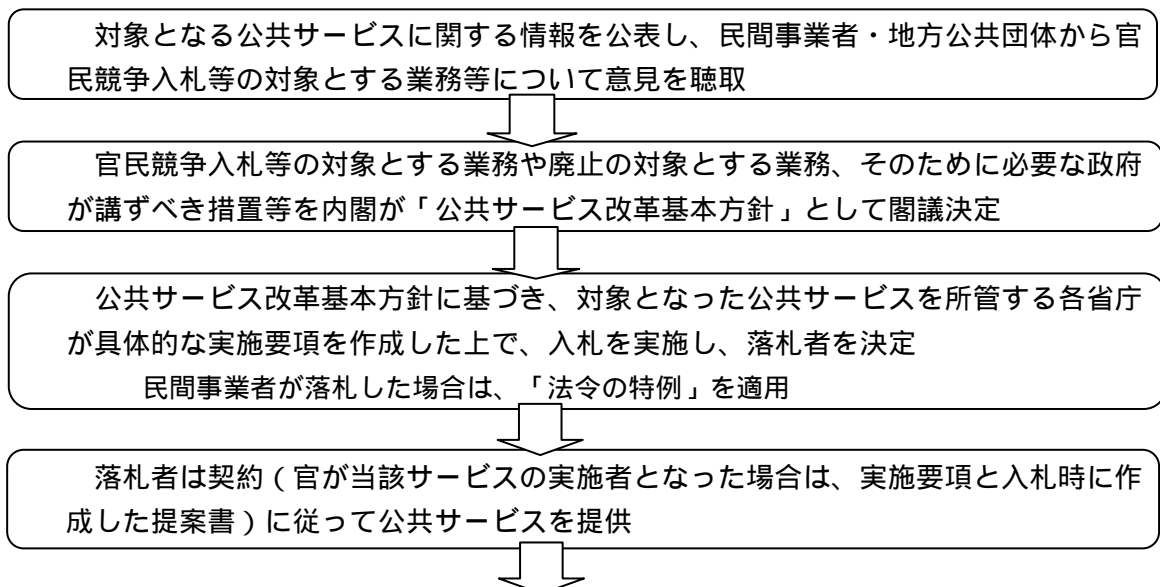 対象となる公共サービスに関する情報を公表し、民間事業者・地方公共団体から官
民競争入札等の対象とする業務等について意見を聴取
官民競争入札等の対象とする業務や廃止の対象とする業務、そのために必要な政府
が講ずべき措置等を内閣が「公共サービス改革基本方針」として閣議決定
公共サービス改革基本方針に基づき、対象となった公共サービスを所管する各省庁
が具体的な実施要項を作成した上で、入札を実施し、落札者を決定
民間事業者が落札した場合は、「法令の特例」を適用
落札者は契約(官が当該サービスの実施者となった場合は、実施要項と入札時に作
成した提案書)に従って公共サービスを提供